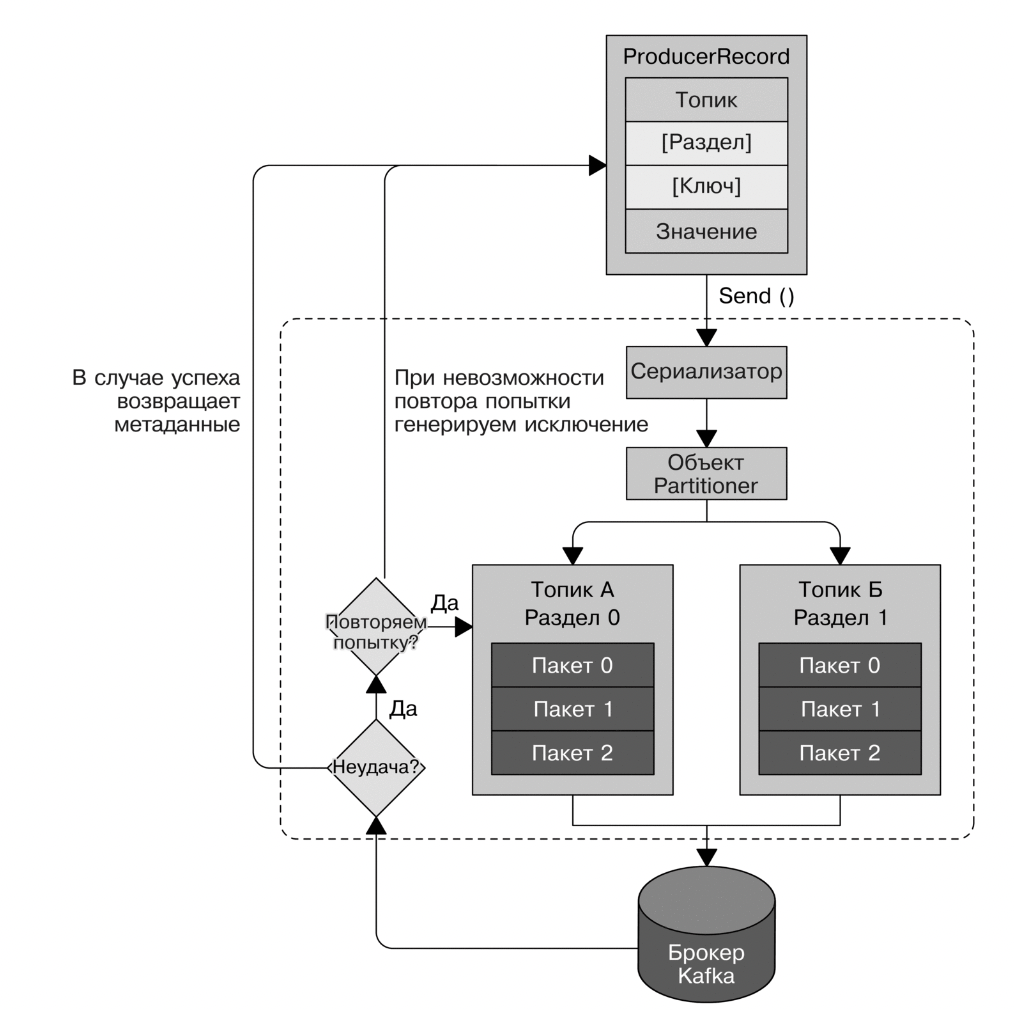 ProducerRecord
Топик
[Раздел]
[Ключ]
Значение
Send ()
Сериализатор
В случае успеха
возвращает
метаданные
При невозможности
повтора попытки
генерируем исключение
Объект
Partitioner
Повторяем
попытку?
Да
Топик А
Раздел 0
Пакет 0
Пакет 1
Пакет 2
Топик Б
Раздел 1
Пакет 0
Пакет 1
Пакет 2
Да
Неудача?
Брокер
Kafka